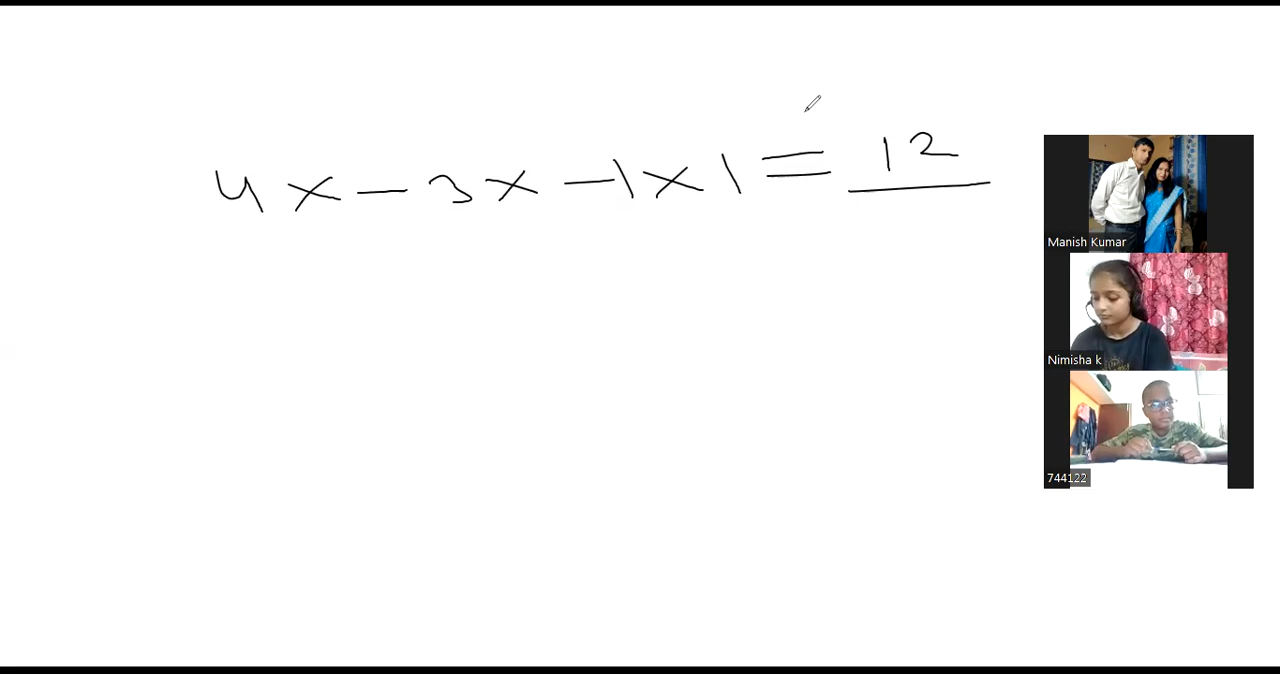 4 × - 3 × - 1 × 1 = 12
Manish Kumar
Nimisha k
744122